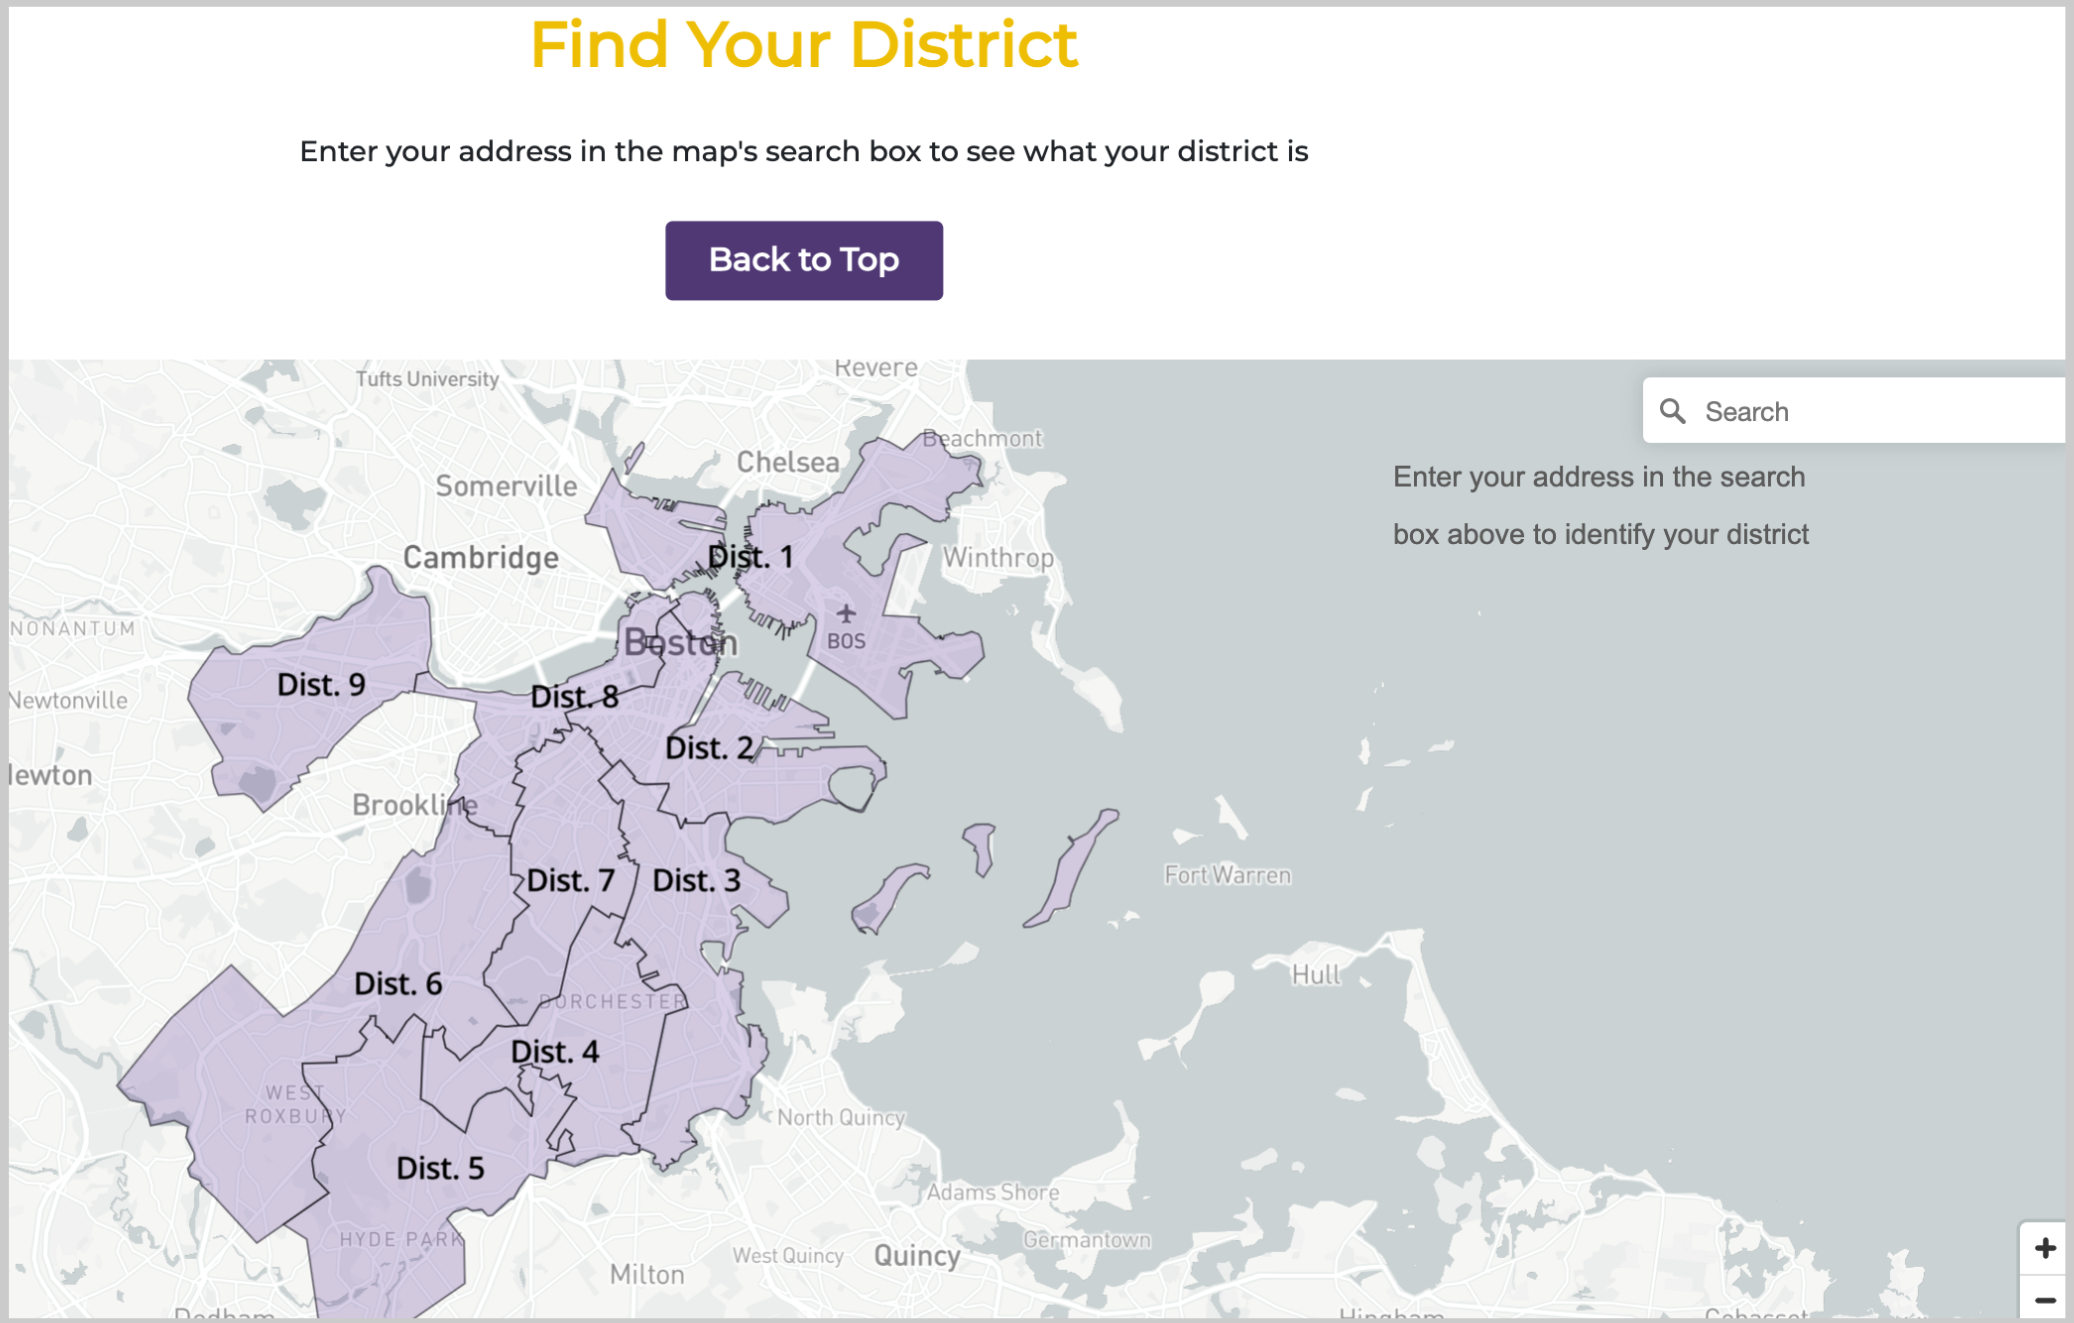 Find Your District
Enter your address in the map's search box to see what your district is
Back to Top
Revere
Tufts University
Search
Beachmont
Chelsea
Somerville
Enter your address in the search
box above to identify your district
Cambridge
Dist. 1
Winthrop
NONANTUM
Boston
BOS
Dist. 9
Dist. 8
Newtonville
Dist. 2
Newton
Brookline
Dist. 7
Dist. 3
Fort Warren
Hull
Dist. 6
DORCHESTER
Dist. 4
WEST
ROXBURY
North Quincy
Dist. 5
Adams Shore
HYDE PARK
Germantown
West Quincy
Quincy
Milton
Dedham
Hingham
Cohasset